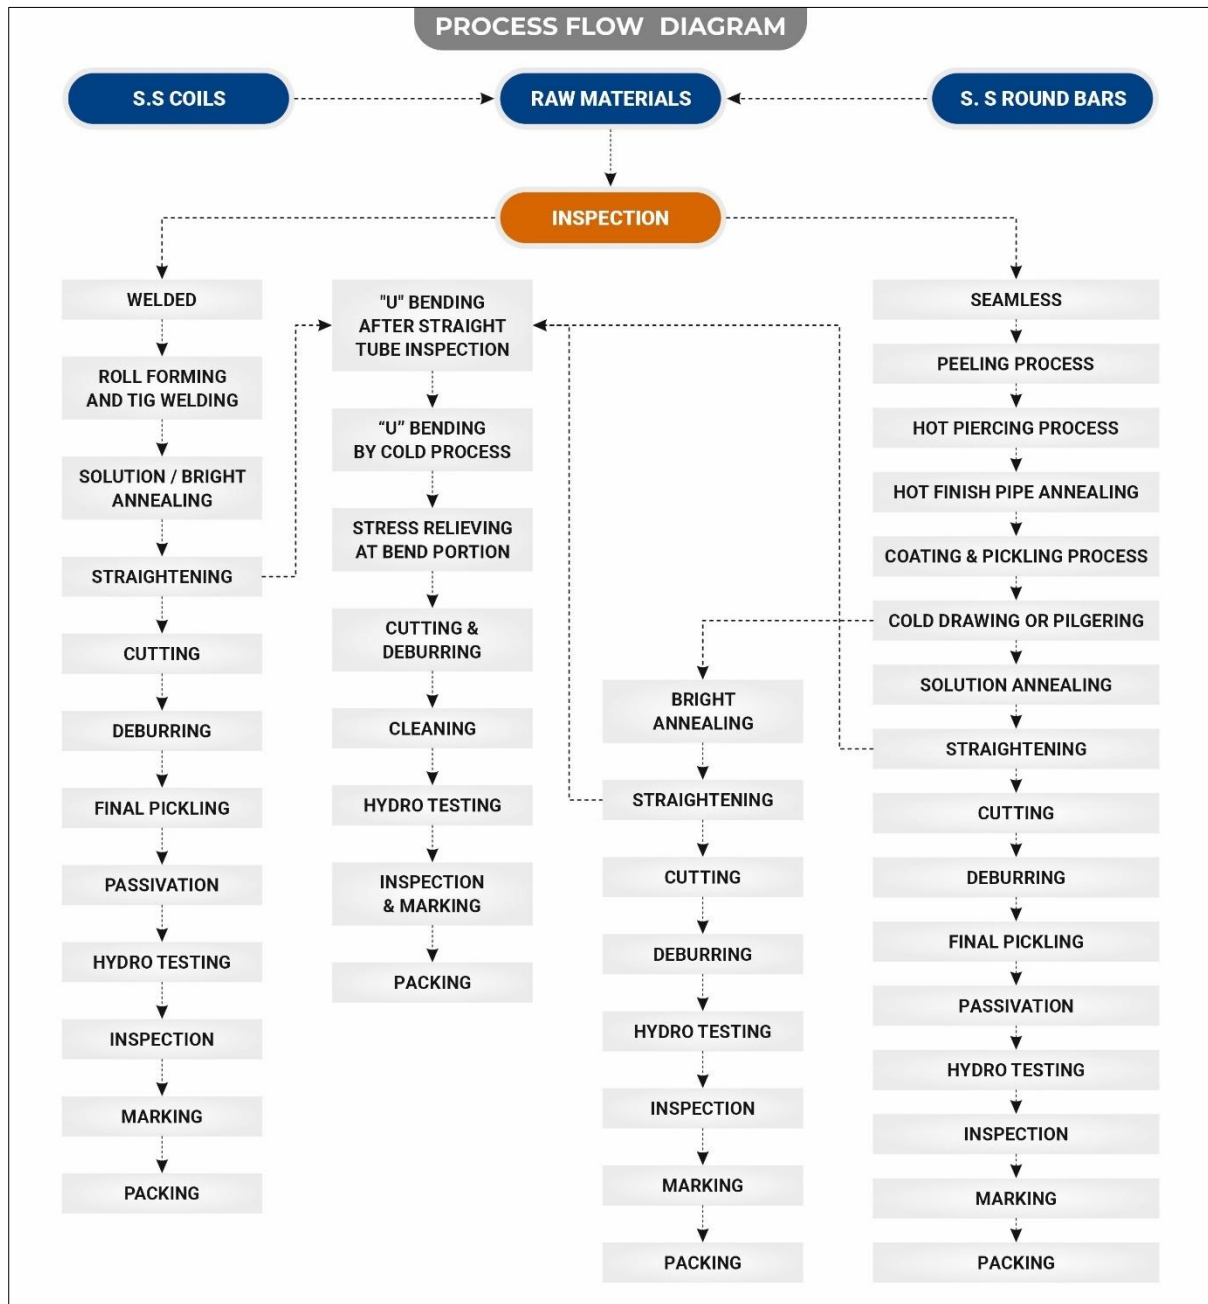 PROCESS FLOW DIAGRAM
S.S COILS
RAW MATERIALS
S. S ROUND BARS
INSPECTION
WELDED
ROLL FORMING
AND TIG WELDING
SOLUTION / BRIGHT
ANNEALING
STRAIGHTENING
CUTTING
DEBURRING
FINAL PICKLING
PASSIVATION
HYDRO TESTING
INSPECTION
MARKING
PACKING
"U" BENDING
AFTER STRAIGHT
TUBE INSPECTION
“U” BENDING
BY COLD PROCESS
STRESS RELIEVING
AT BEND PORTION
CUTTING &
DEBURRING
CLEANING
HYDRO TESTING
INSPECTION
& MARKING
PACKING
BRIGHT
ANNEALING
STRAIGHTENING
CUTTING
DEBURRING
HYDRO TESTING
INSPECTION
MARKING
PACKING
SEAMLESS
PEELING PROCESS
HOT PIERCING PROCESS
HOT FINISH PIPE ANNEALING
COATING & PICKLING PROCESS
COLD DRAWING OR PILGERING
SOLUTION ANNEALING
STRAIGHTENING
CUTTING
DEBURRING
FINAL PICKLING
PASSIVATION
HYDRO TESTING
INSPECTION
MARKING
PACKING